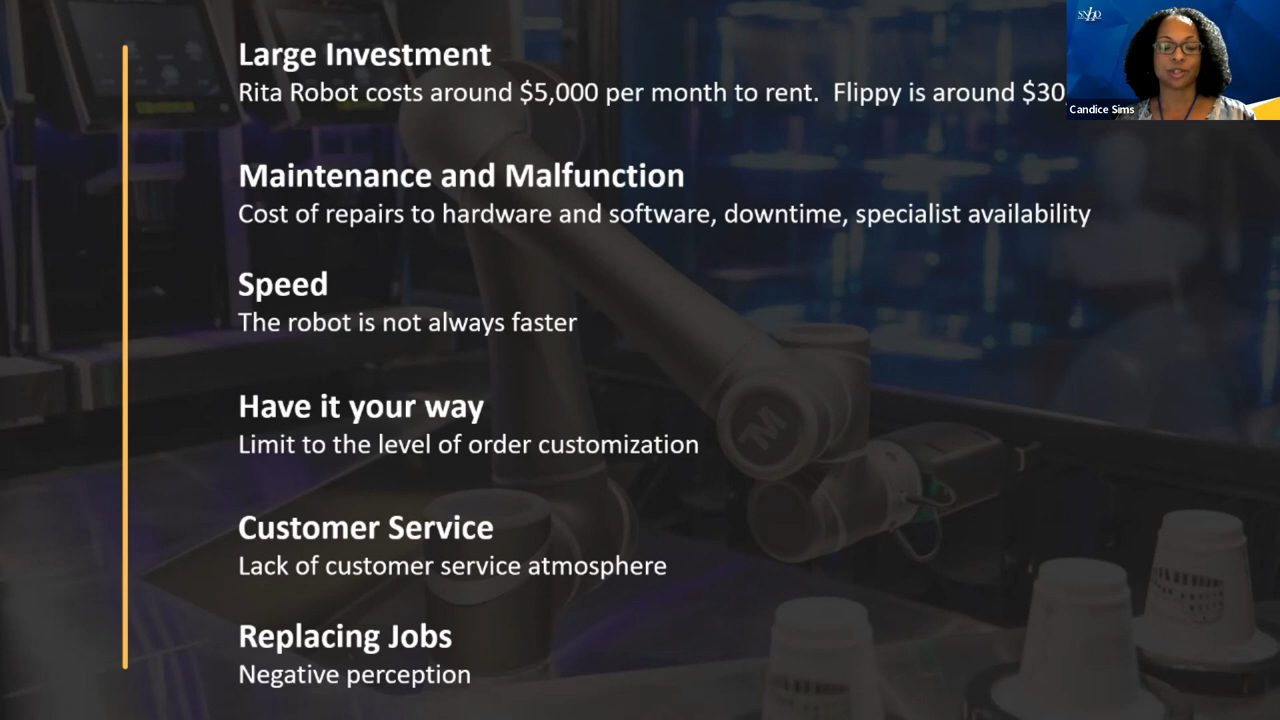 Large Investment
Rita Robot costs around $5,000 per month to rent.  Flippy is around $30
Candice Sims
Maintenance and Malfunction
Cost of repairs to hardware and software, downtime, specialist availability
Speed
The robot is not always faster
Have it your way
Limit to the level of order customization
Customer Service
Lack of customer service atmosphere
Replacing Jobs
Negative perception